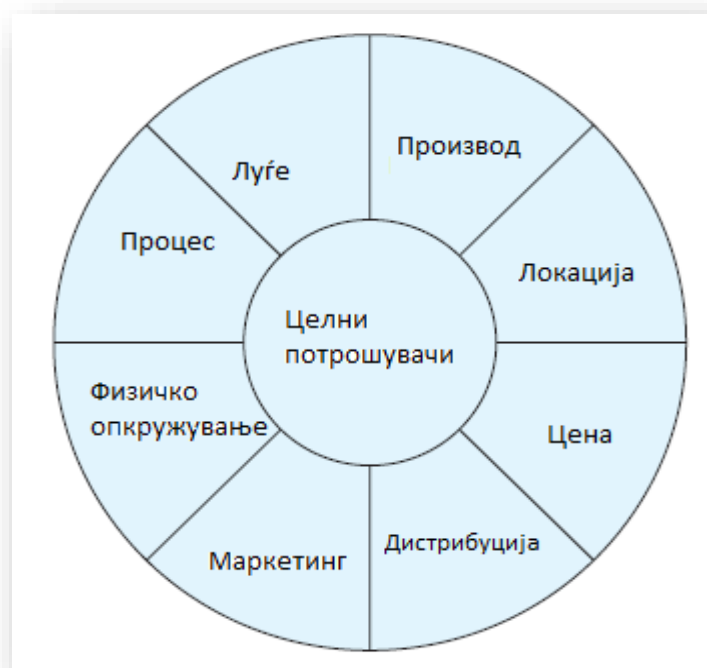 Производ
Луѓе
Процес
Локација
Целни
потрошувачи
Физичко
опкружување
Цена
Дистрибуција
Маркетинг